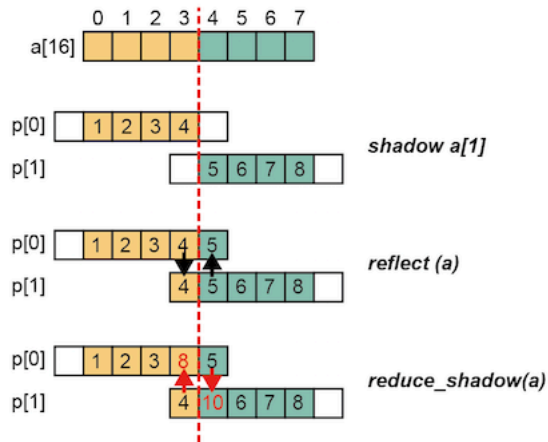 0 1 2 3 4 5 6 7
a[16]
p[0] 1 2 3 4
shadow a[1]
p[1] 5 6 7 8
p[0] 1 2 3 4 5
reflect (a)
p[1] 4 5 6 7 8
p[0] 1 2 3 8 5
reduce_shadow(a)
p[1] 4 10 6 7 8